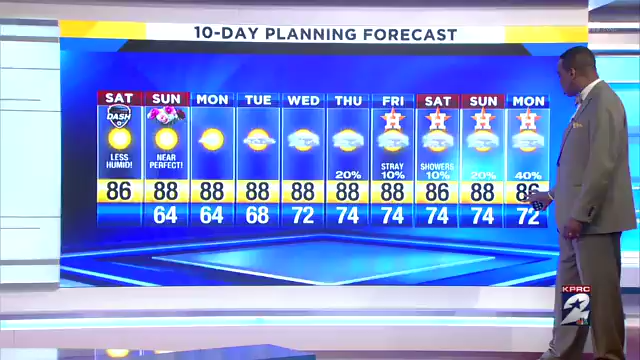 10-DAY PLANNING FORECAST
SAT SUN MON TUE WED THU FRI SAT SUN MON
DASH H H H H
LESS HUMID! NEAR PERFECT! 20% STRAY 10% SHOWERS 10% 20% 40%
86 88 88 88 88 88 88 86 88 86
64 64 68 72 74 74 74 74 72
KPRC
2